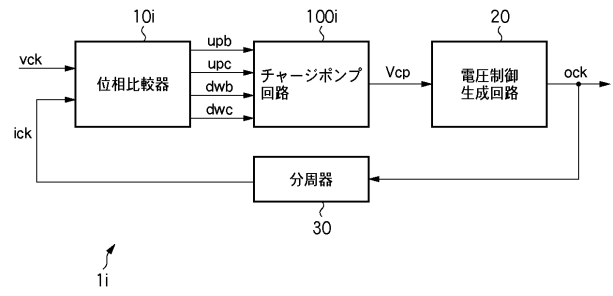 10i
100i
20
vck
ick
位相比較器
upb
upc
dwb
dwc
チャージポンプ
回路
Vcp
電圧制御
生成回路
ock
分周器
30
1i